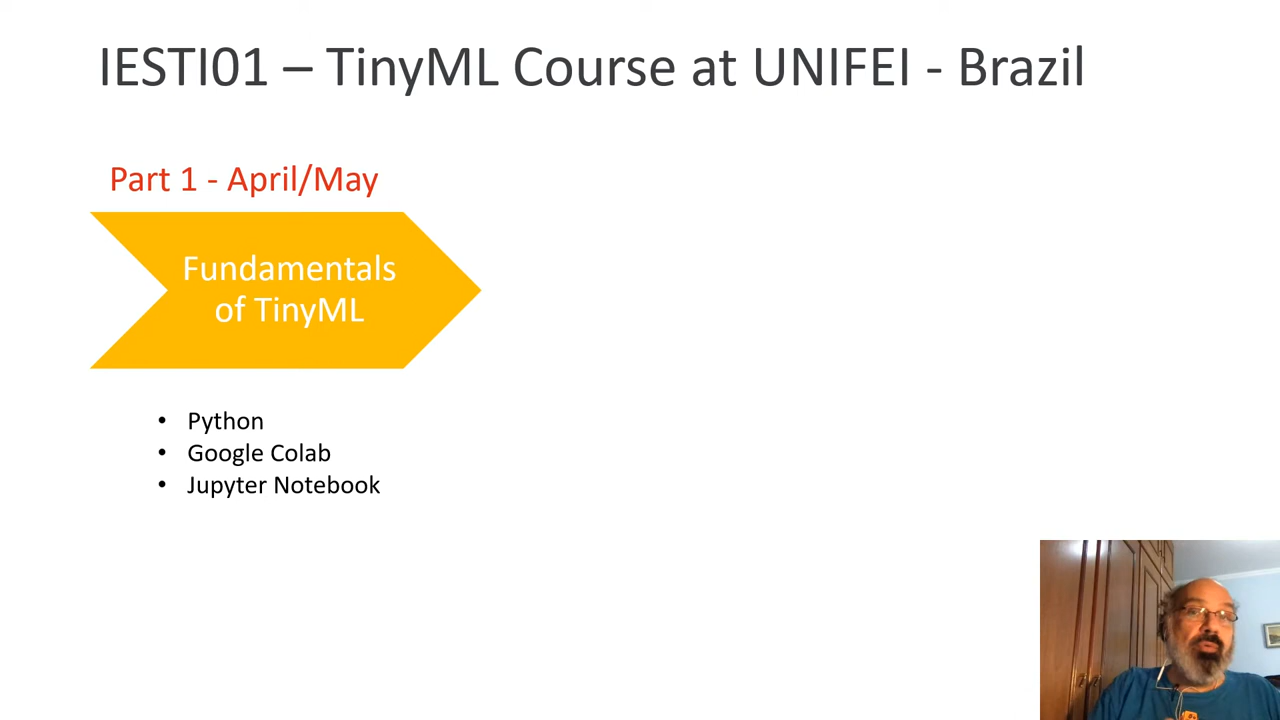 IESTI01 – TinyML Course at UNIFEI - Brazil
Part 1 - April/May
Fundamentals
of TinyML
• Python
• Google Colab
• Jupyter Notebook